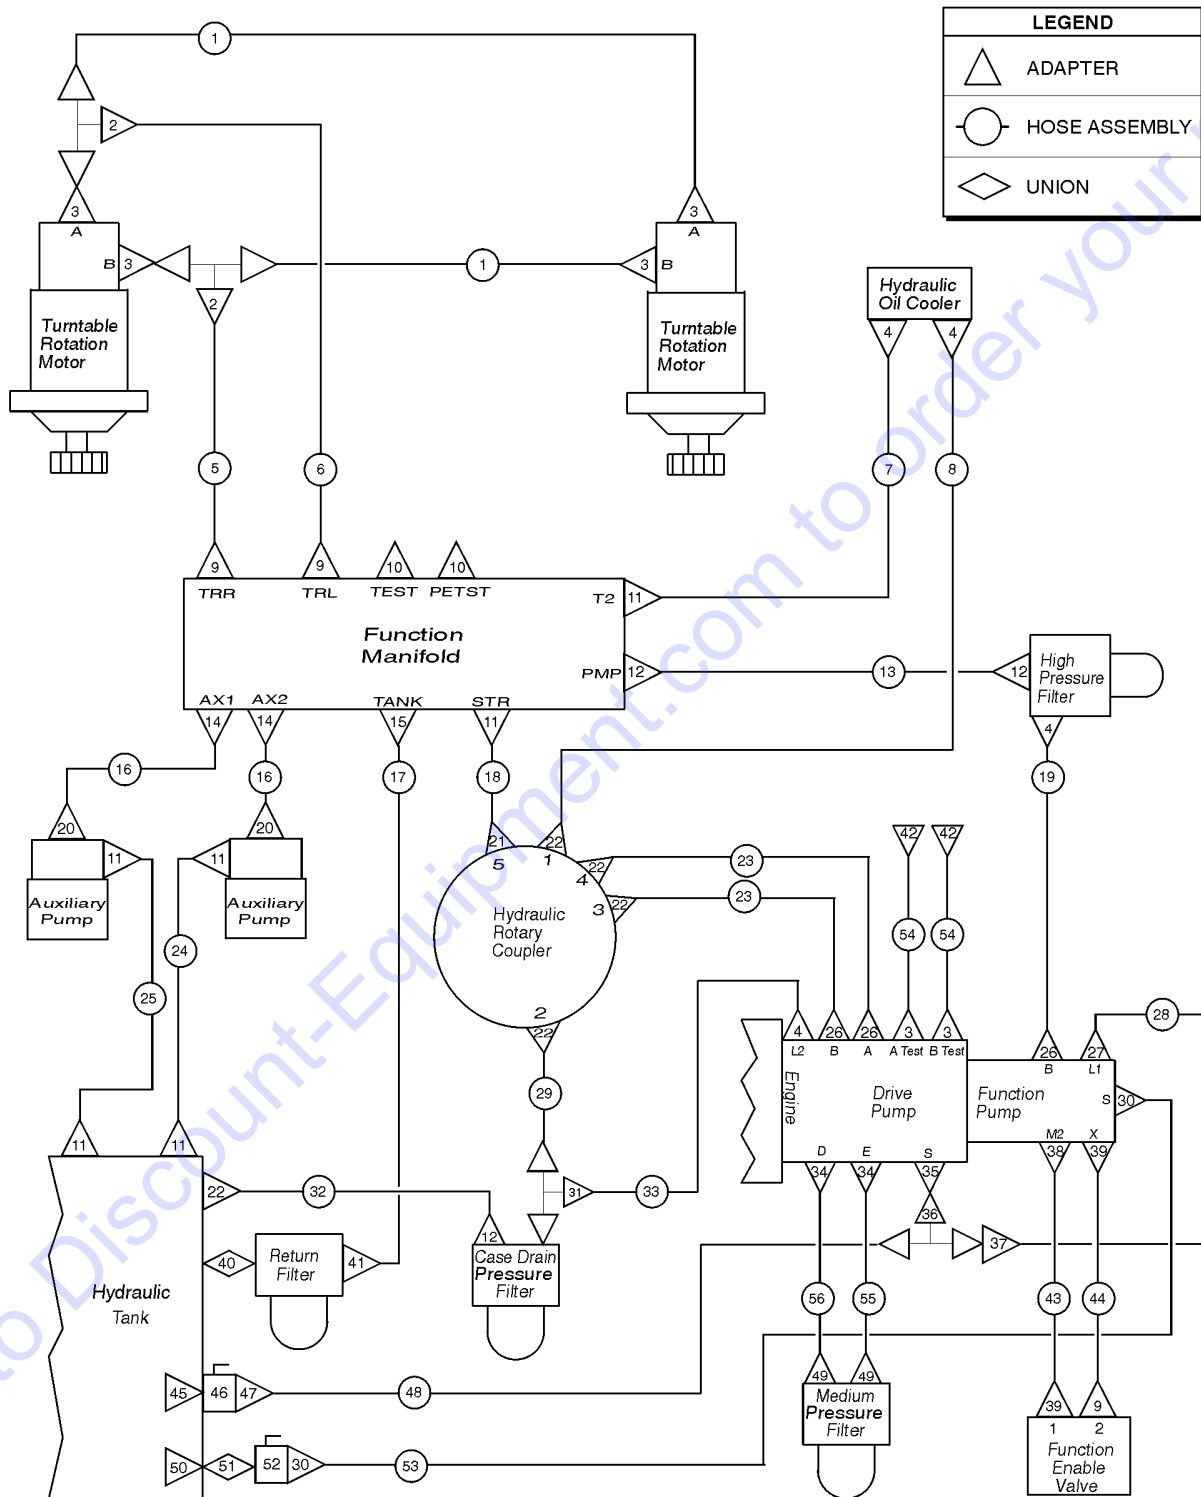 LEGEND
ADAPTER
HOSE ASSEMBLY
UNION
1
2
3
A
B 3
2
1
3
A
3 B
Turntable
Rotation
Motor
Turntable
Rotation
Motor
Hydraulic
Oil Cooler
4
4
5
6
7
8
9
9
10
10
TRR
TRL
TEST
PETST
T2
11
Function
Manifold
PMP
12
13
12
High
Pressure
Filter
4
AX1
AX2
TANK
STR
14
14
15
11
16
16
17
18
19
20
20
11
11
Auxiliary
Pump
Auxiliary
Pump
21
5
22
1
22
4
22
3
23
23
Hydraulic
Rotary
Coupler
2
22
42
42
54
54
24
25
28
29
4
26
26
3
3
L2
B
A
A Test
B Test
26
27
B
L1
Engine
Drive
Pump
Function
Pump
S
30
D
E
S
M2
X
34
34
35
38
39
36
37
11
11
22
32
31
33
12
40
Return
Filter
41
Case Drain
Pressure
Filter
Hydraulic
Tank
56
55
43
44
45
46
47
48
49
49
Medium
Pressure
Filter
39
9
1
2
Function
Enable
Valve
50
51
52
30
53
to Discount-Equipment.com to order your